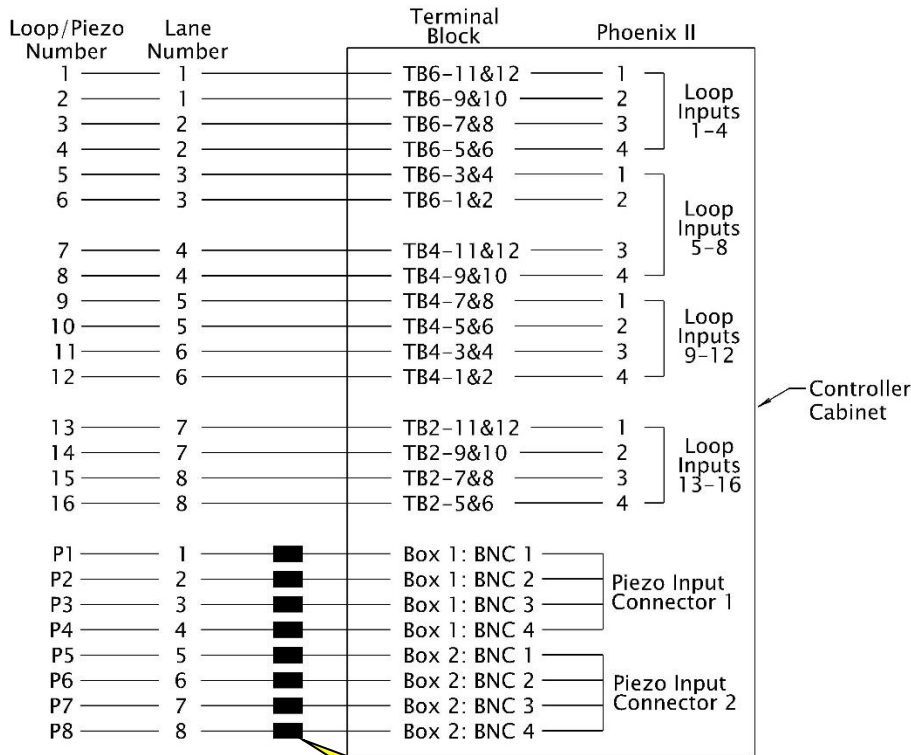 Loop/Piezo Number
Lane Number
Terminal Block
Phoenix II
1 1 TB6-11&12 1
2 1 TB6-9&10 2
3 2 TB6-7&8 3
4 2 TB6-5&6 4
Loop Inputs 1-4
5 3 TB6-3&4 1
6 3 TB6-1&2 2
7 4 TB4-11&12 3
8 4 TB4-9&10 4
Loop Inputs 5-8
9 5 TB4-7&8 1
10 5 TB4-5&6 2
11 6 TB4-3&4 3
12 6 TB4-1&2 4
Loop Inputs 9-12
Controller Cabinet
13 7 TB2-11&12 1
14 7 TB2-9&10 2
15 8 TB2-7&8 3
16 8 TB2-5&6 4
Loop Inputs 13-16
P1 1 Box 1: BNC 1
P2 2 Box 1: BNC 2
P3 3 Box 1: BNC 3
P4 4 Box 1: BNC 4
Piezo Input Connector 1
P5 5 Box 2: BNC 1
P6 6 Box 2: BNC 2
P7 7 Box 2: BNC 3
P8 8 Box 2: BNC 4
Piezo Input Connector 2